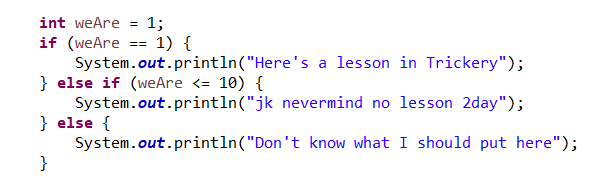 int weAre = 1;
if (weAre == 1) {
    System.out.println("Here's a lesson in Trickery");
} else if (weAre <= 10) {
    System.out.println("jk nevermind no lesson 2day");
} else {
    System.out.println("Don't know what I should put here");
}